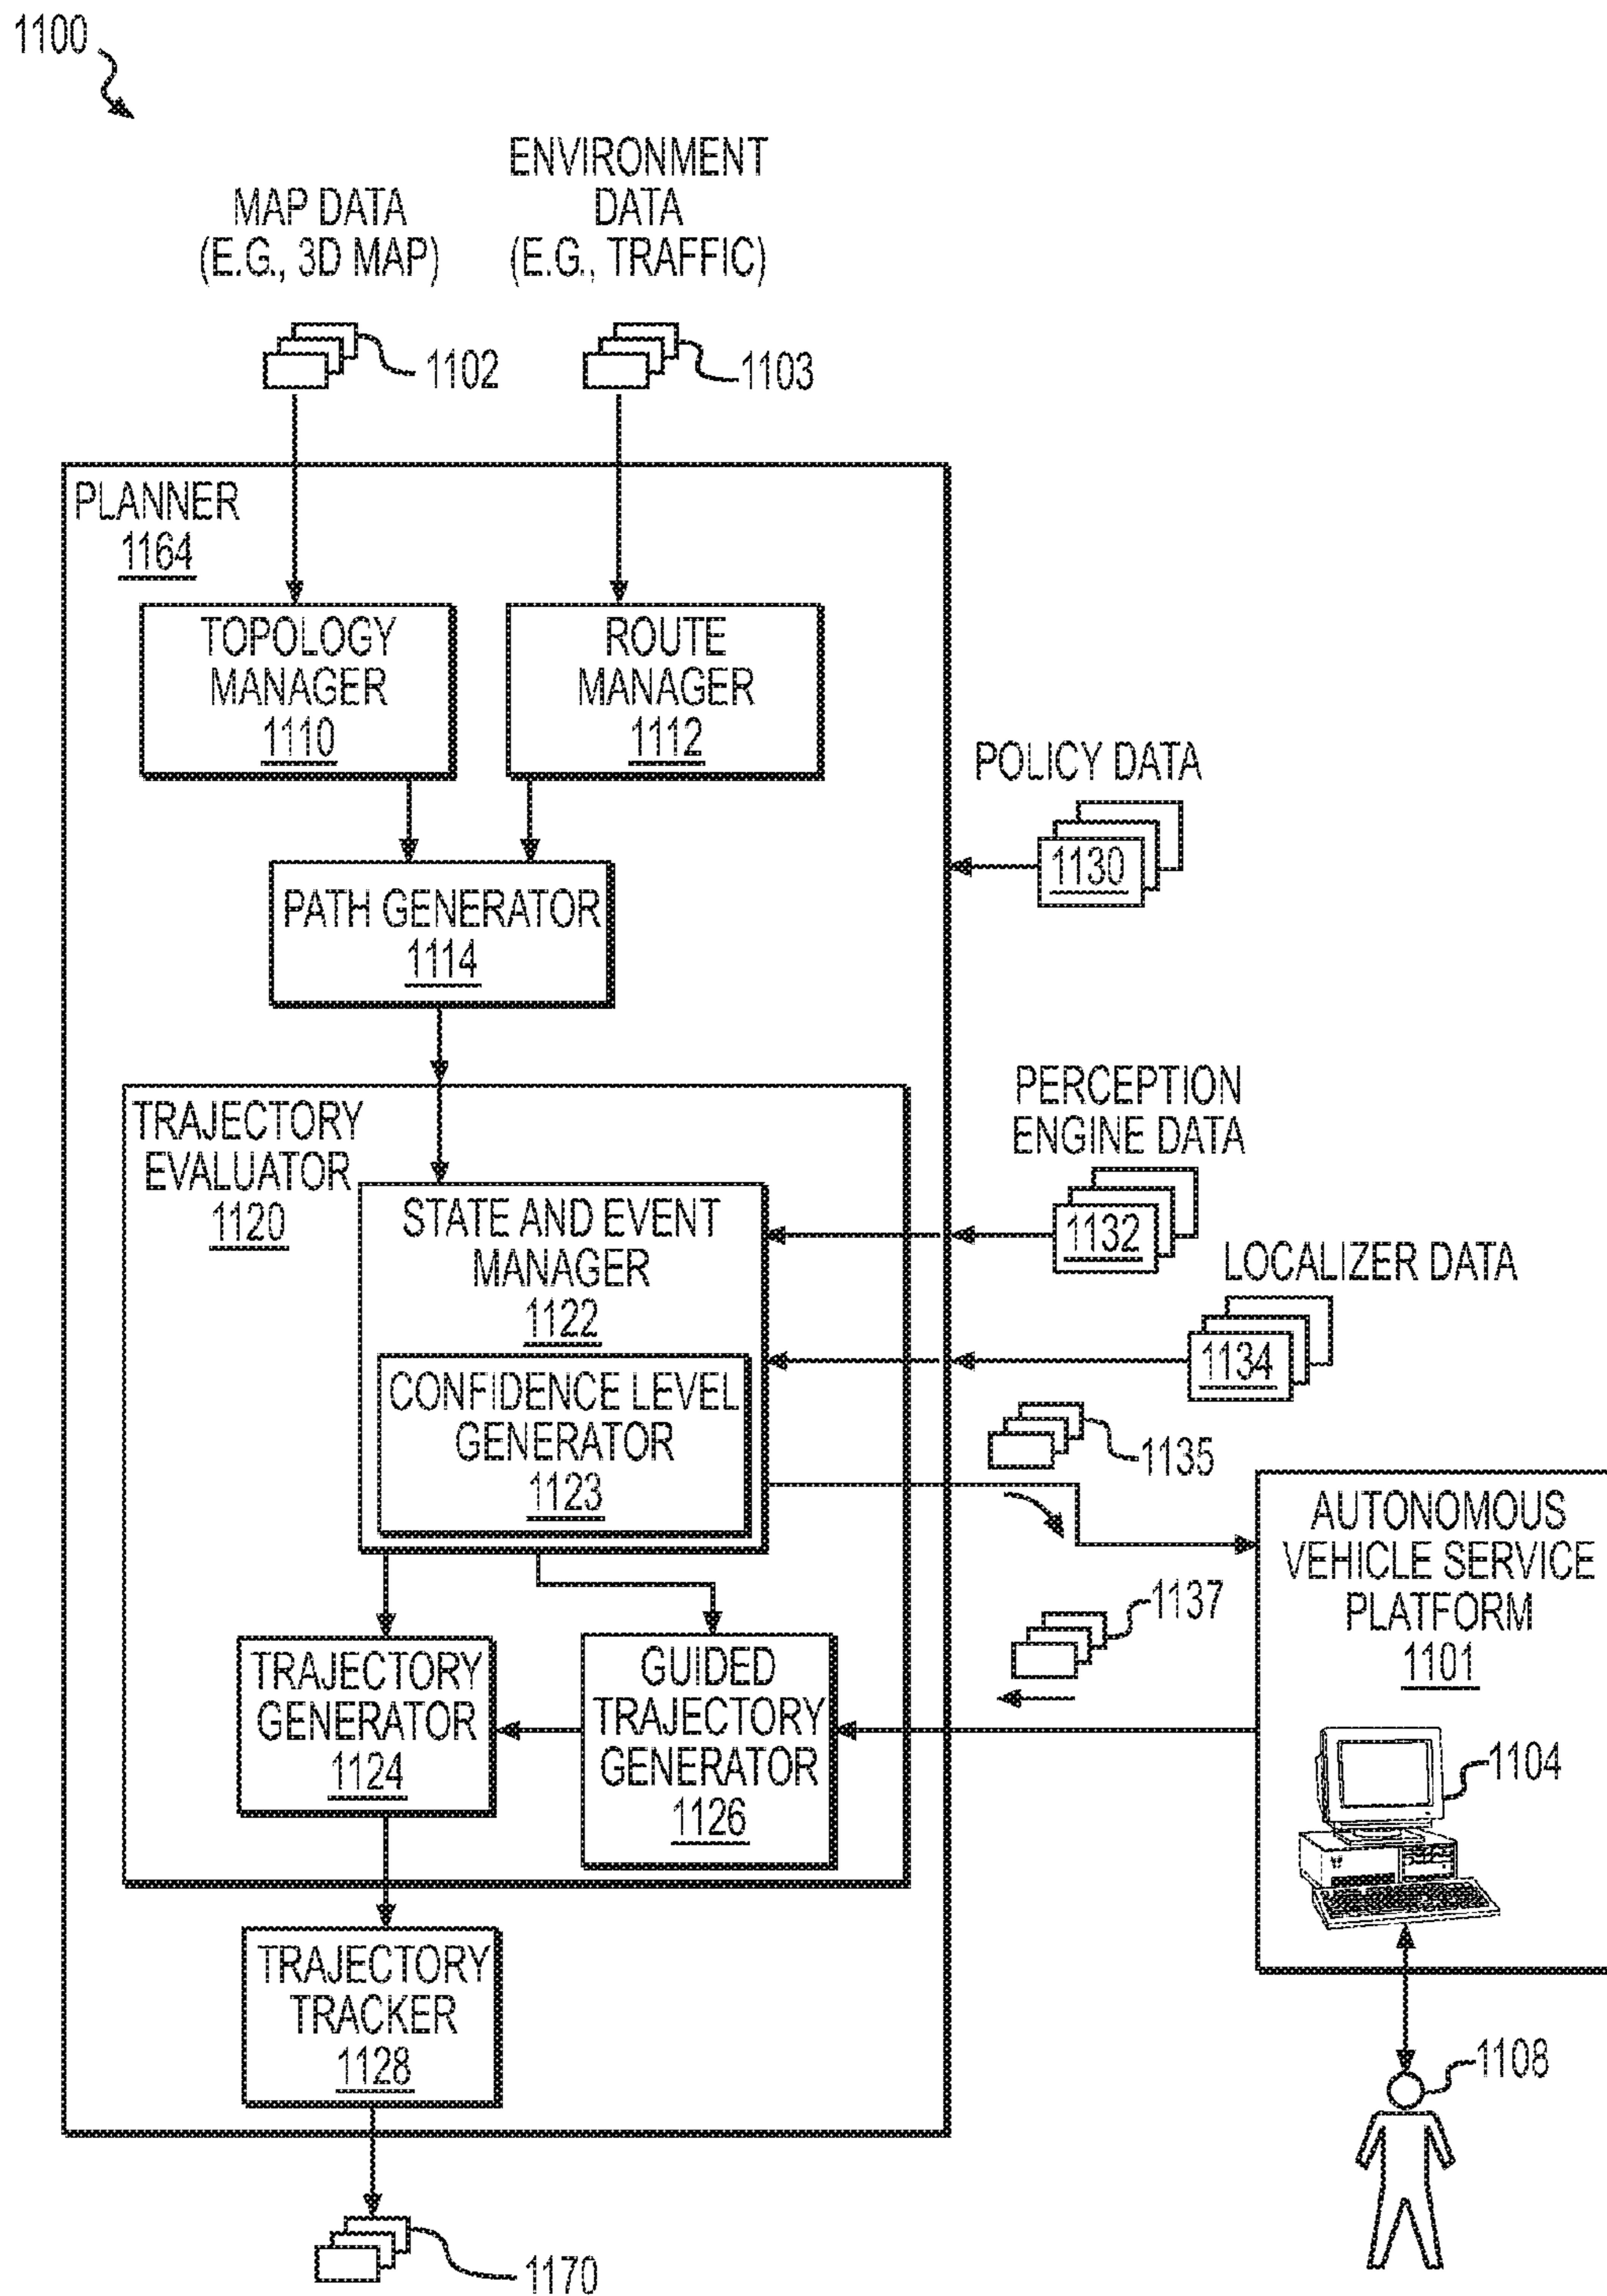 1100
MAP DATA
(E.G., 3D MAP)
ENVIRONMENT
DATA
(E.G., TRAFFIC)
1102
1103
PLANNER
1164
TOPOLOGY
MANAGER
1110
ROUTE
MANAGER
1112
POLICY DATA
1130
PATH GENERATOR
1114
TRAJECTORY
EVALUATOR
1120
STATE AND EVENT
MANAGER
1122
PERCEPTION
ENGINE DATA
1132
LOCALIZER DATA
1134
CONFIDENCE LEVEL
GENERATOR
1123
1135
AUTONOMOUS
VEHICLE SERVICE
PLATFORM
1101
1137
TRAJECTORY
GENERATOR
1124
GUIDED
TRAJECTORY
GENERATOR
1126
1104
TRAJECTORY
TRACKER
1128
1108
1170